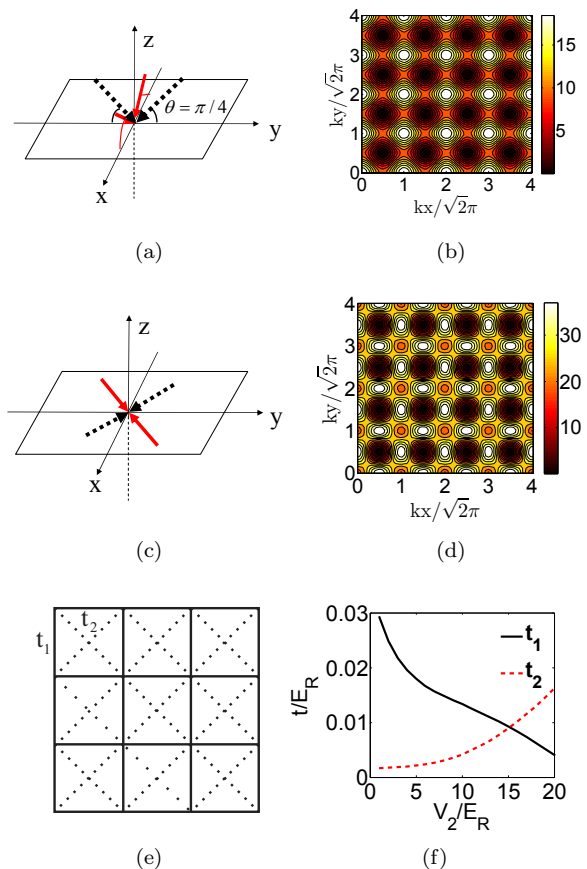 z
θ = π / 4
y
x
(a)
4
3
2
1
0
ky/√2π
0 1 2 3 4
kx/√2π
15
10
5
(b)
z
y
x
(c)
4
3
2
1
0
ky/√2π
0 1 2 3 4
kx/√2π
30
20
10
(d)
t₁
t₂
(e)
0.03
0.02
0.01
0
t/E_R
t₁
t₂
0 5 10 15 20
V₂/E_R
(f)